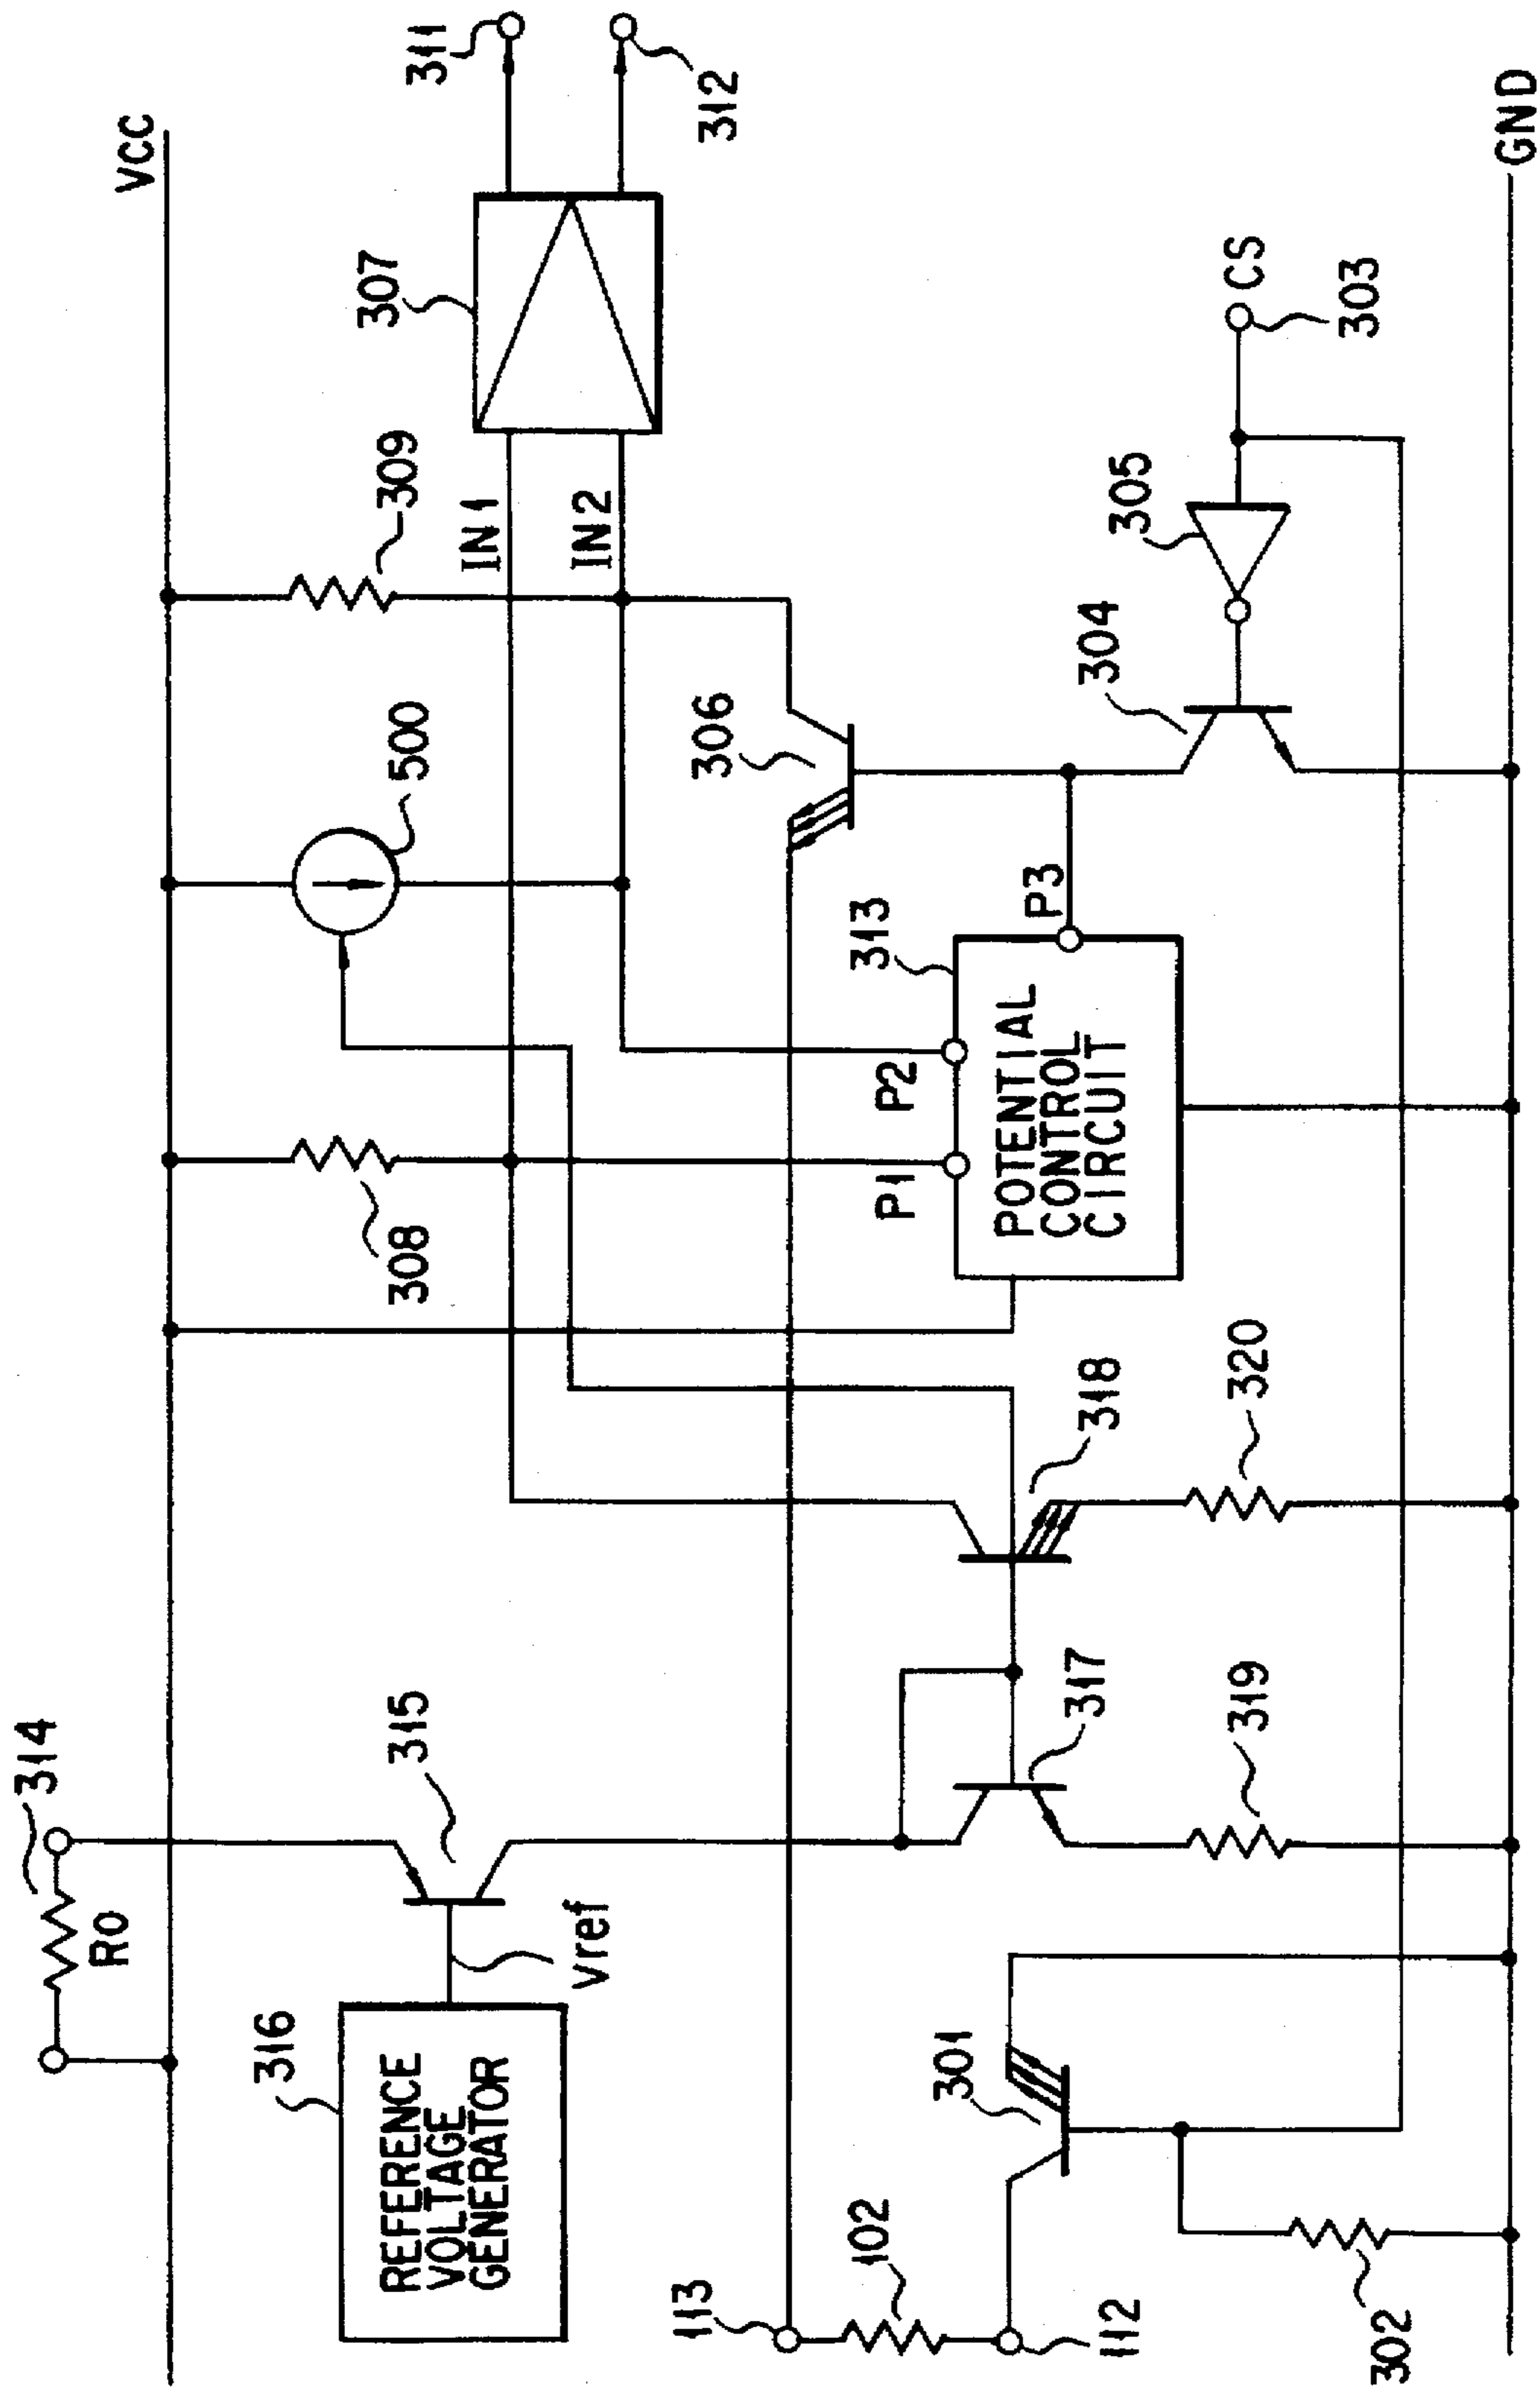 VCC
311
312
307
309
IN1
IN2
500
308
314
Ro
315
316
REFERENCE
VOLTAGE
GENERATOR
Vref
306
313
P1
P2
P3
POTENTIAL
CONTROL
CIRCUIT
304
305
CS
303
318
320
317
319
301
113
102
112
302
GND